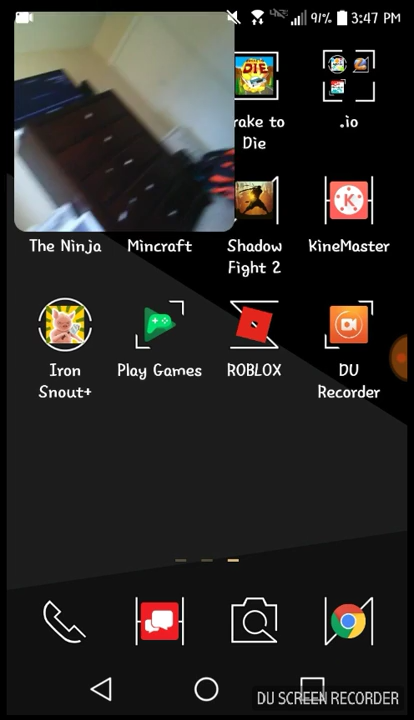 91% 3:47 PM
DIE
rake to
Die
.io
The Ninja
Mincraft
Shadow
Fight 2
KineMaster
K
Iron
Snout+
Play Games
ROBLOX
DU
Recorder
DU SCREEN RECORDER